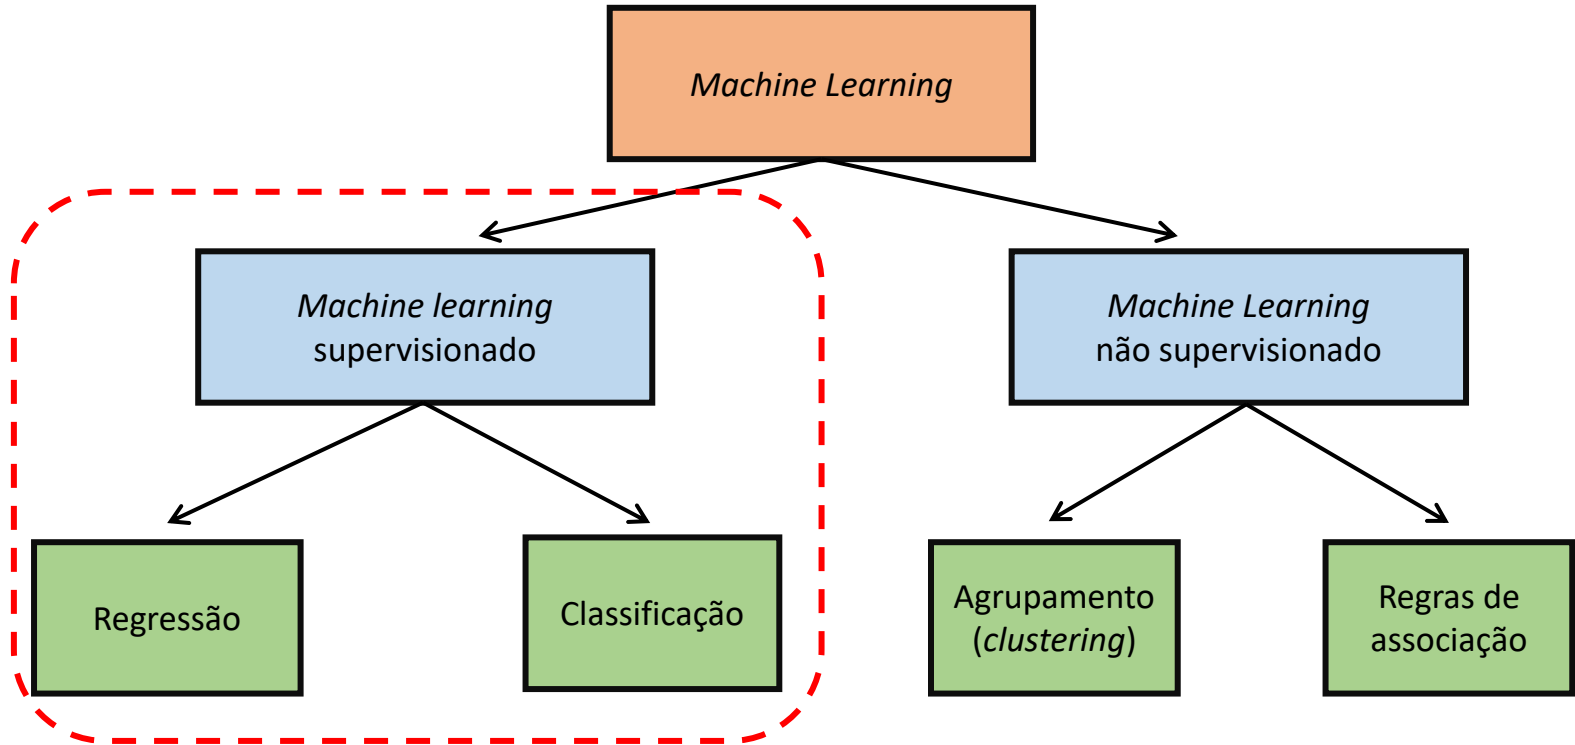 Machine Learning
Machine learning
supervisionado
Machine Learning
não supervisionado
Regressão
Classificação
Agrupamento
(clustering)
Regras de
associação